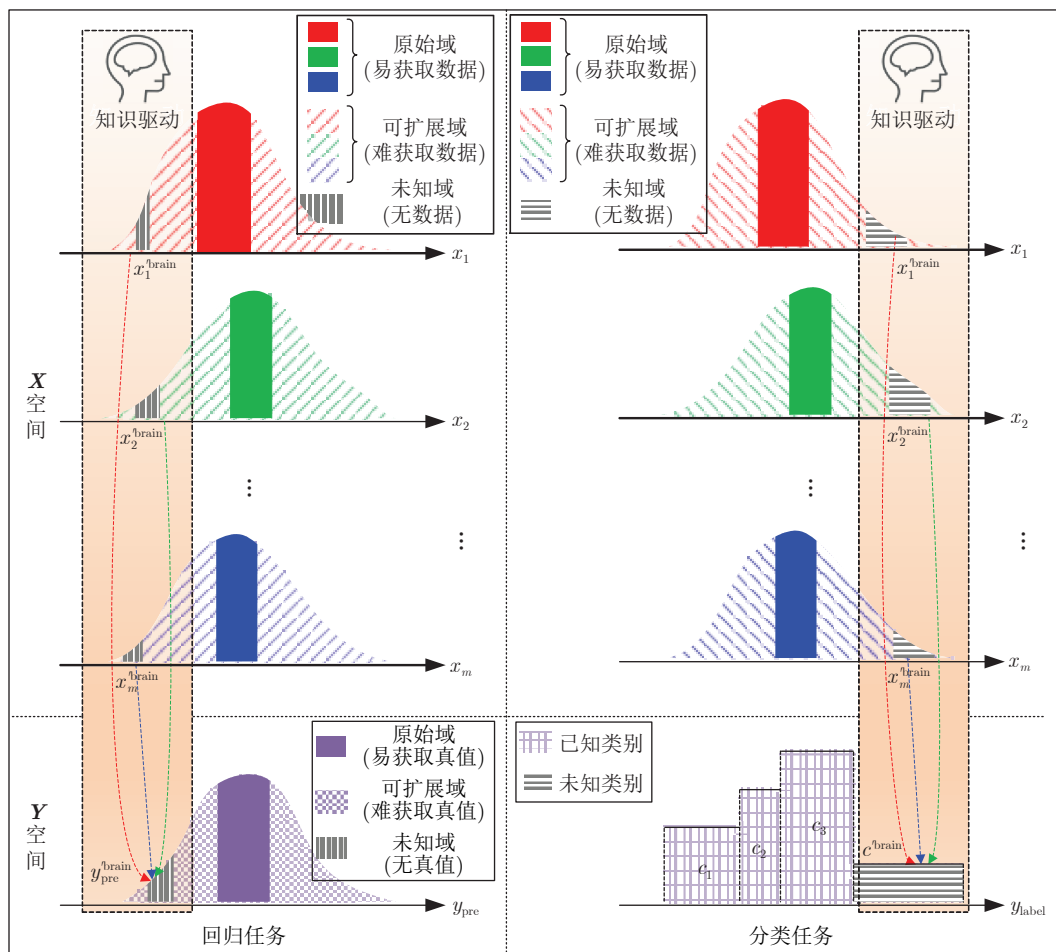 知识驱动
原始域
(易获取数据)
可扩展域
(难获取数据)
未知域
(无数据)
x_1
x_1^{′brain}
x_2
x_2^{′brain}
⋮
⋮
x_m
x_m^{′brain}
X
空
间
原始域
(易获取数据)
可扩展域
(难获取数据)
未知域
(无数据)
知识驱动
x_1
x_1^{′brain}
x_2
x_2^{′brain}
⋮
⋮
x_m
x_m^{′brain}
Y
空
间
原始域
(易获取真值)
可扩展域
(难获取真值)
未知域
(无真值)
y_{pre}^{′brain}
y_{pre}
回归任务
已知类别
未知类别
c_1
c_2
c_3
c^{′brain}
y_{label}
分类任务